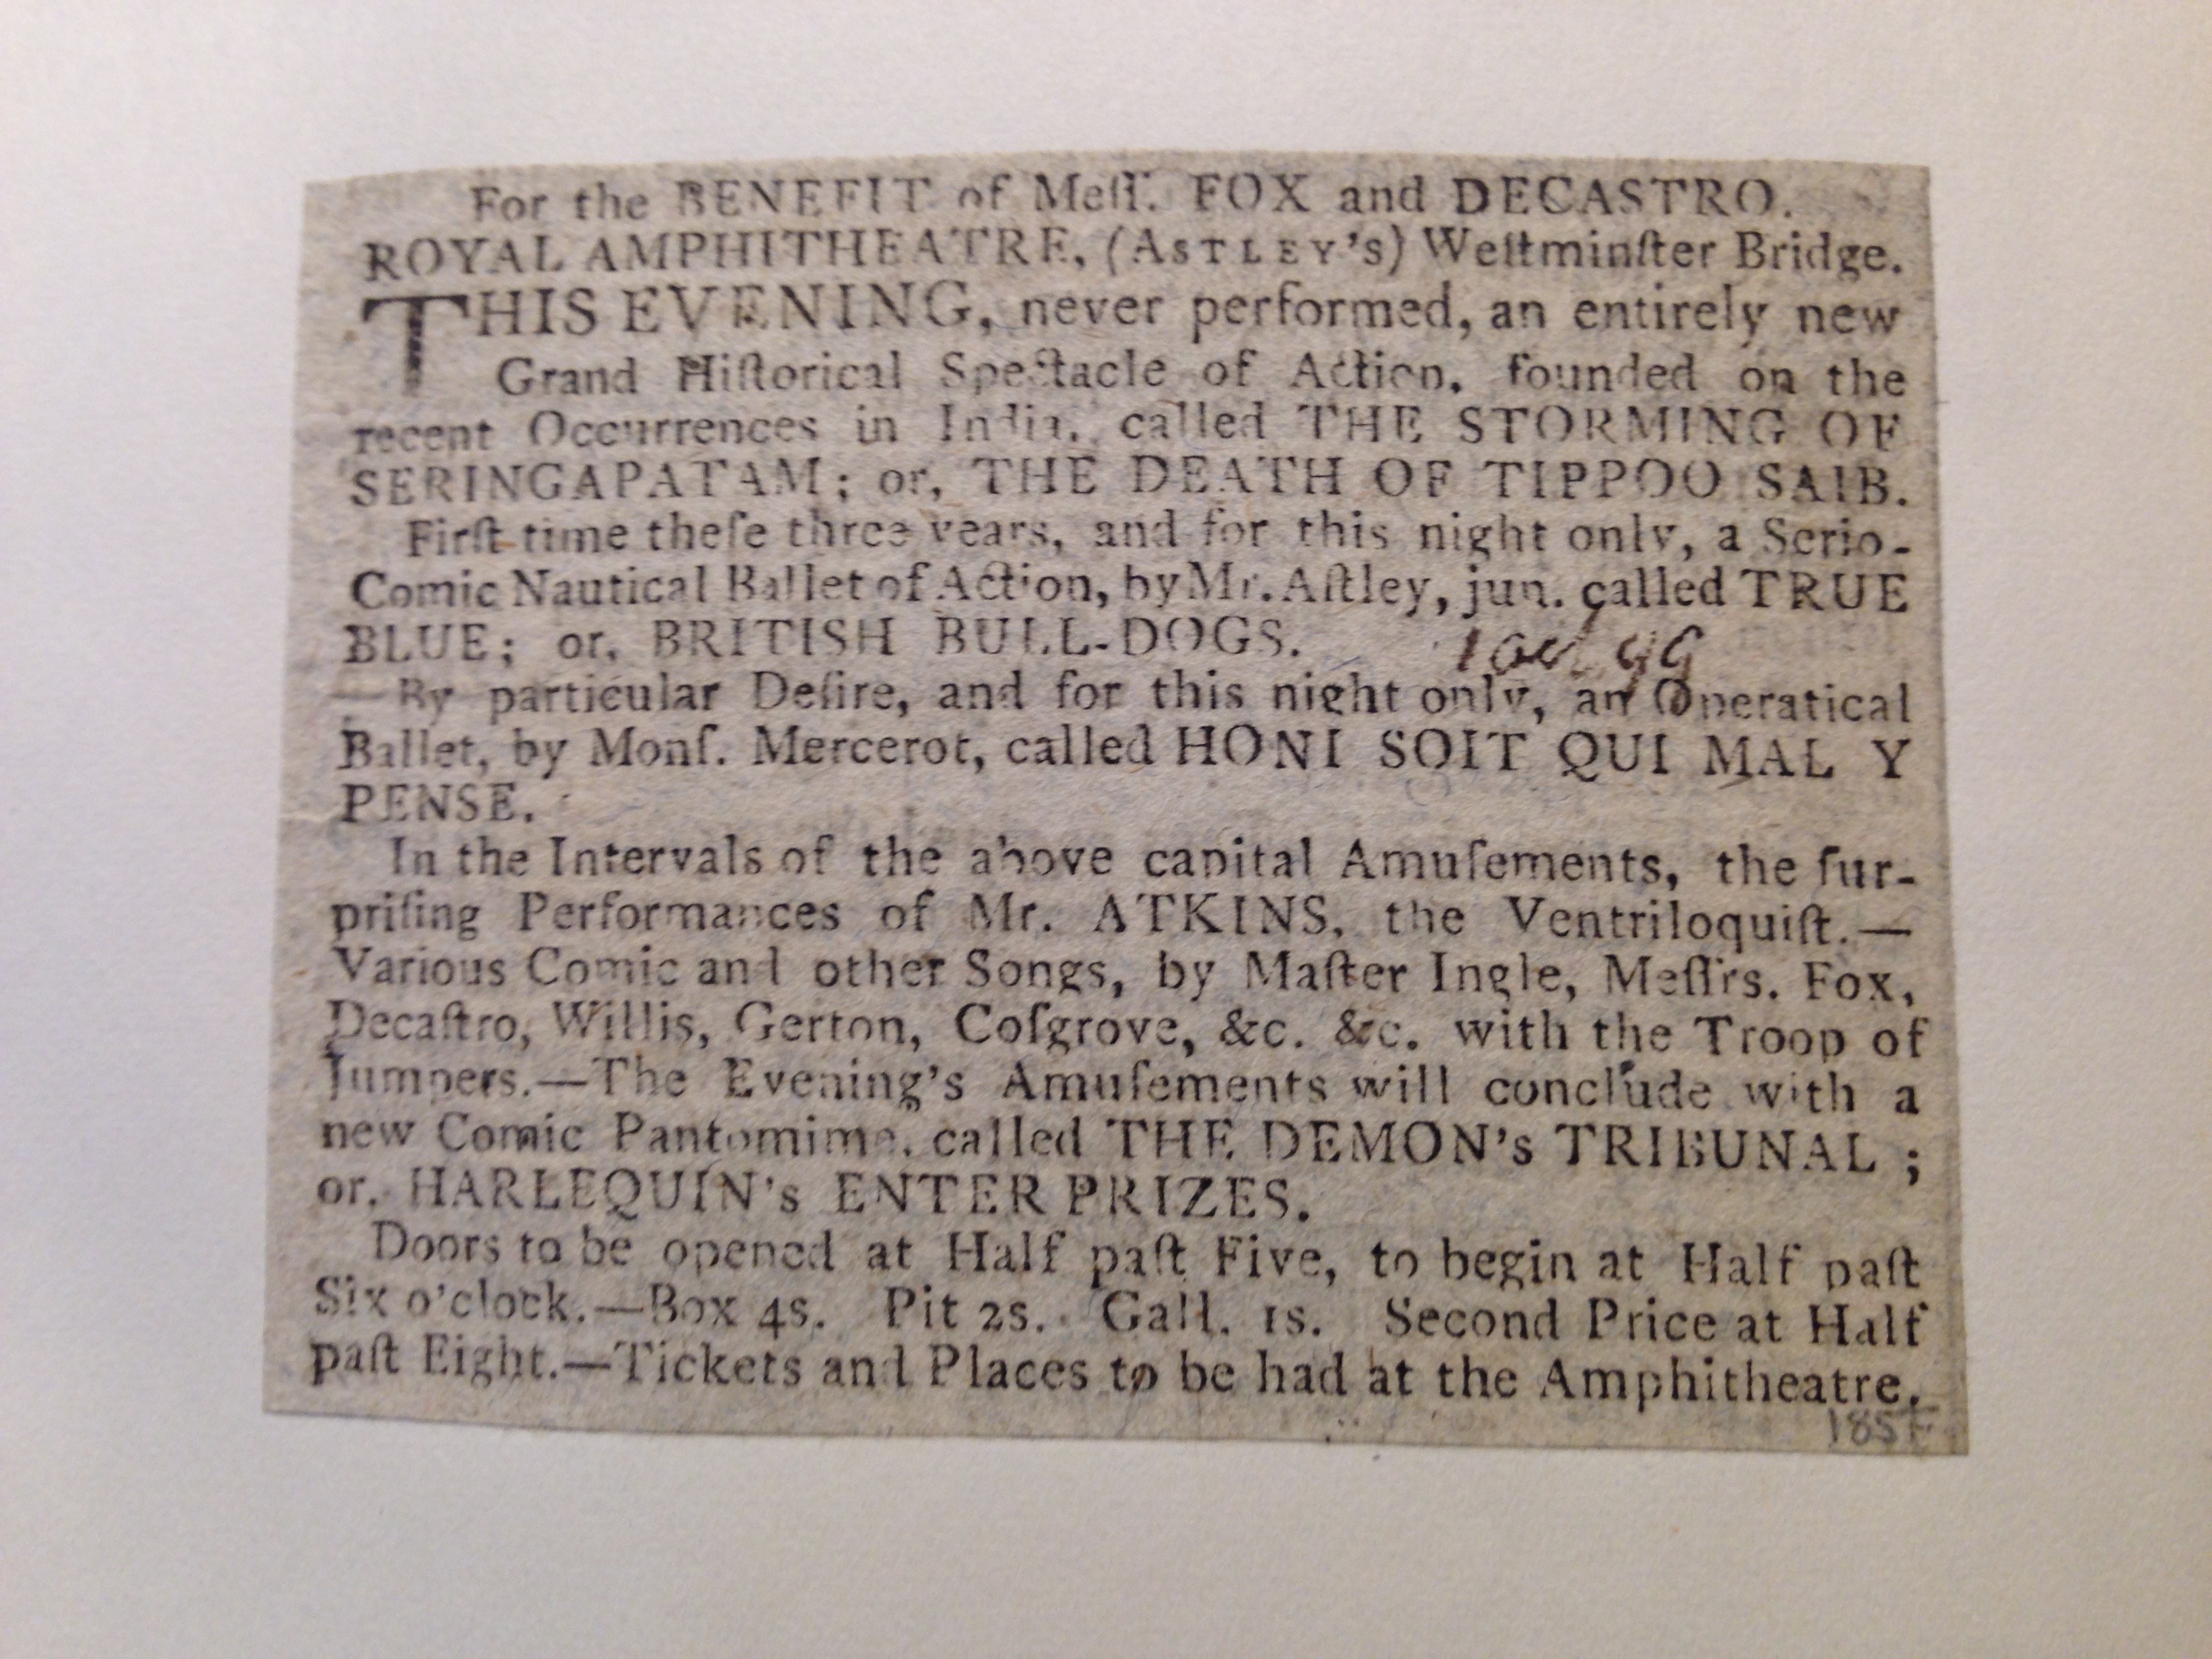 For the BENEFIT of Meſſ. FOX and DECASTRO.
ROYAL AMPHITHEATRE, (ASTLEY'S) Weſtminſter Bridge.
THIS EVENING, never performed, an entirely new
Grand Hiſtorical Spectacle of Action, founded on the
recent Occurrences in India, called THE STORMING OF
SERINGAPATAM; or, THE DEATH OF TIPPOO SAIB.
Firſt time theſe three years, and for this night only, a Serio-
Comic Nautical Ballet of Action, by Mr. Aſtley, jun. called TRUE
BLUE; or, BRITISH BULL-DOGS.
—By particular Deſire, and for this night only, an Operatical
Ballet, by Monſ. Mercerot, called HONI SOIT QUI MAL Y
PENSE.
In the Intervals of the above capital Amuſements, the ſur-
priſing Performances of Mr. ATKINS, the Ventriloquiſt.—
Various Comic and other Songs, by Maſter Ingle, Meſſrs. Fox,
Decaſtro, Willis, Gerton, Coſgrove, &c. &c. with the Troop of
Jumpers.—The Evening's Amuſements will conclude with a
new Comic Pantomime, called THE DEMON's TRIBUNAL;
or, HARLEQUIN's ENTERPRIZES.
Doors to be opened at Half paſt Five, to begin at Half paſt
Six o'clock.—Box 4s. Pit 2s. Gall. 1s. Second Price at Half
paſt Eight.—Tickets and Places to be had at the Amphitheatre.